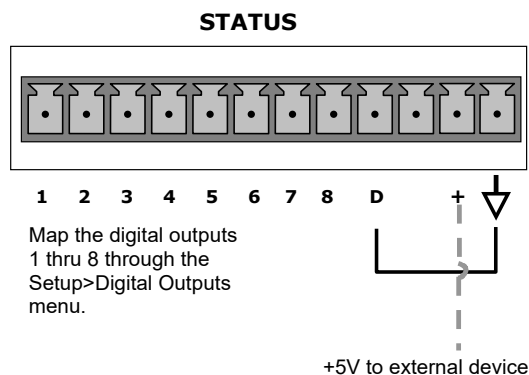 STATUS
1 2 3 4 5 6 7 8 D +
Map the digital outputs
1 thru 8 through the
Setup>Digital Outputs
menu.
+5V to external device